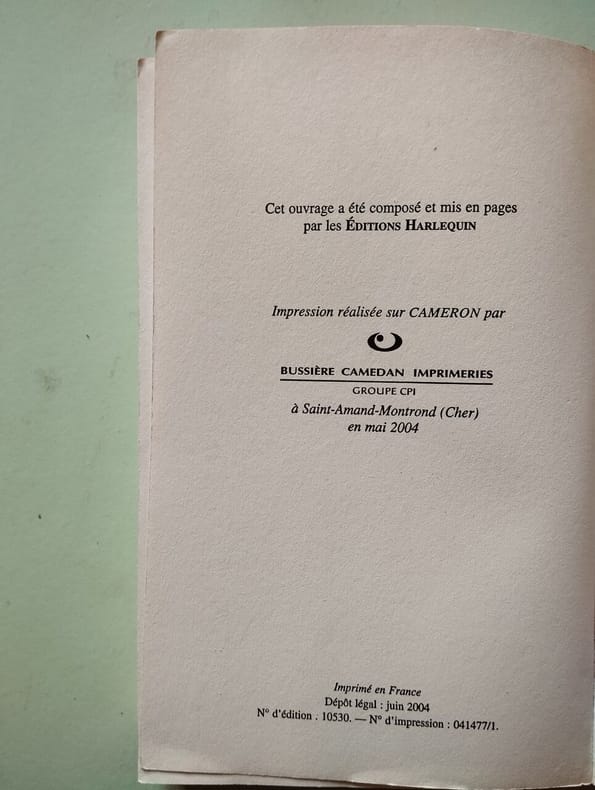 Cet ouvrage a été composé et mis en pages
par les ÉDITIONS HARLEQUIN
Impression réalisée sur CAMERON par
BUSSIÈRE CAMEDAN IMPRIMERIES
GROUPE CPI
à Saint-Amand-Montrond (Cher)
en mai 2004
Imprimé en France
Dépôt légal : juin 2004
N° d'édition : 10530. — N° d'impression : 041477/1.